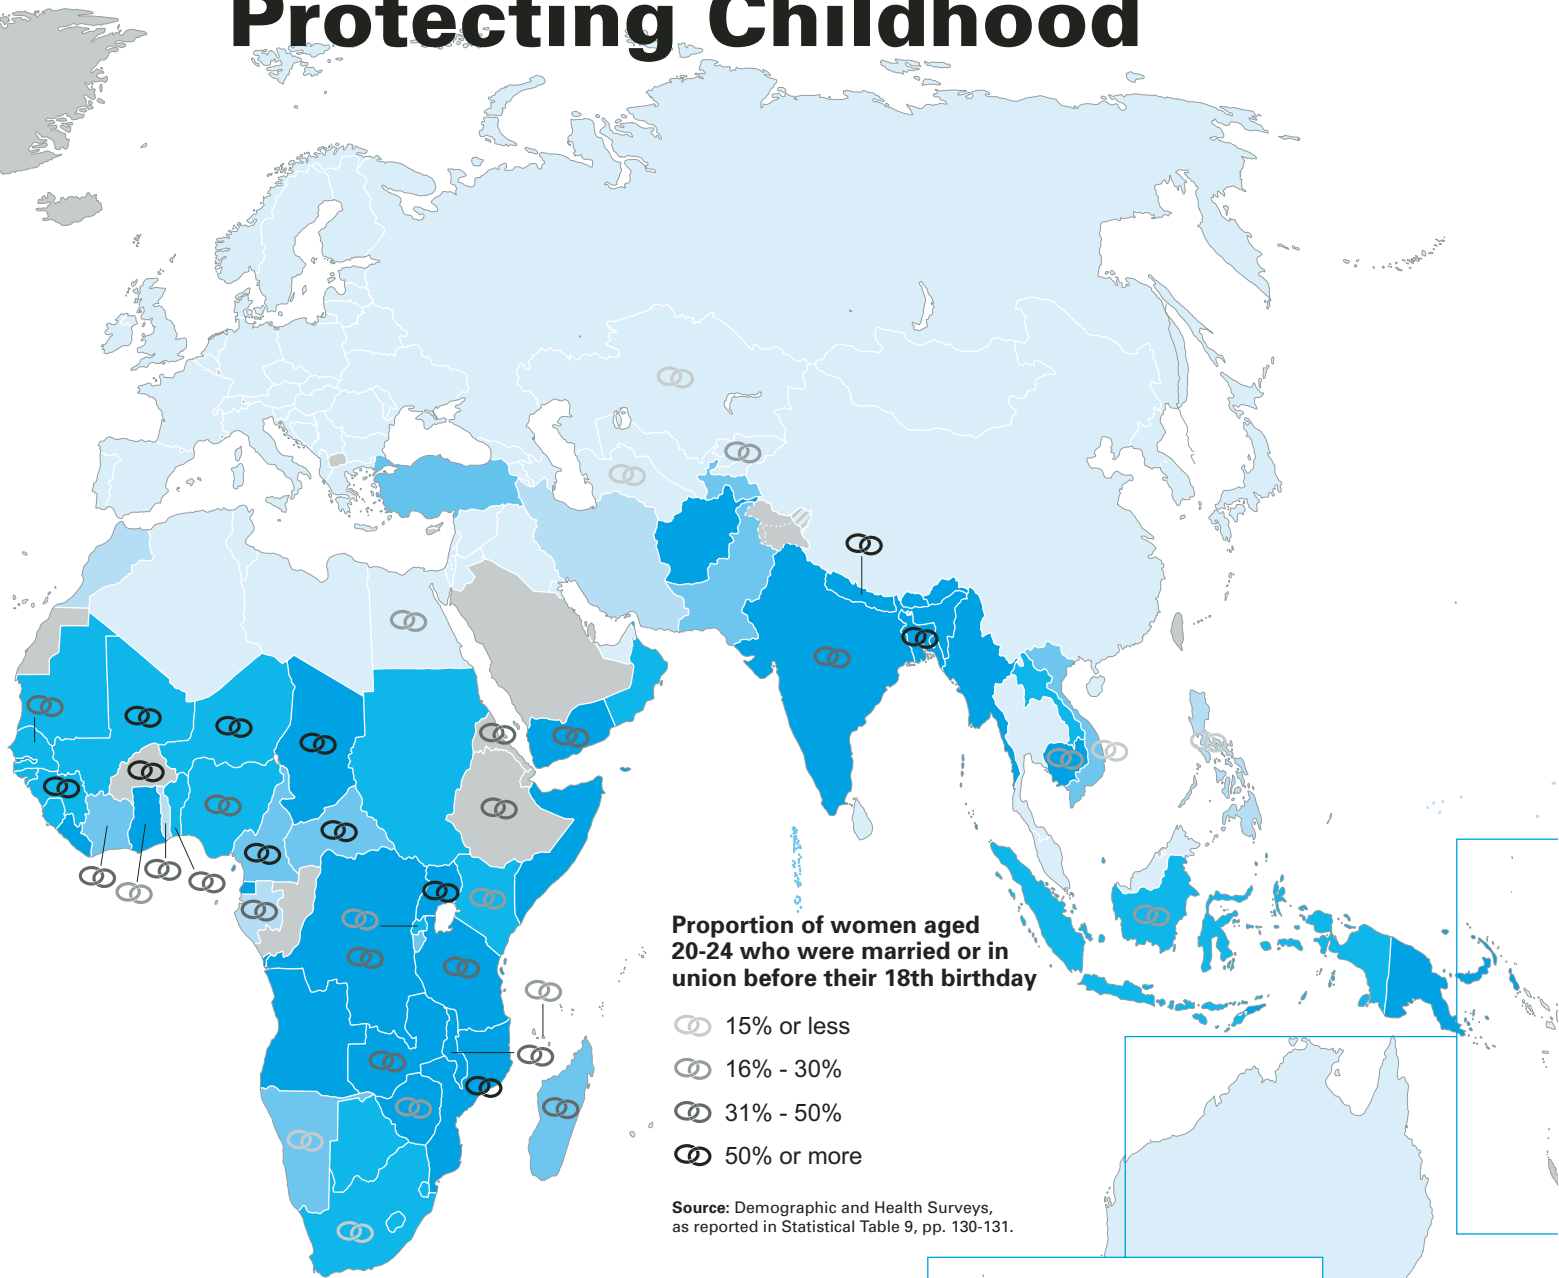 Protecting Childhood
Proportion of women aged
20-24 who were married or in
union before their 18th birthday
15% or less
16% - 30%
31% - 50%
50% or more
Source: Demographic and Health Surveys,
as reported in Statistical Table 9, pp. 130-131.